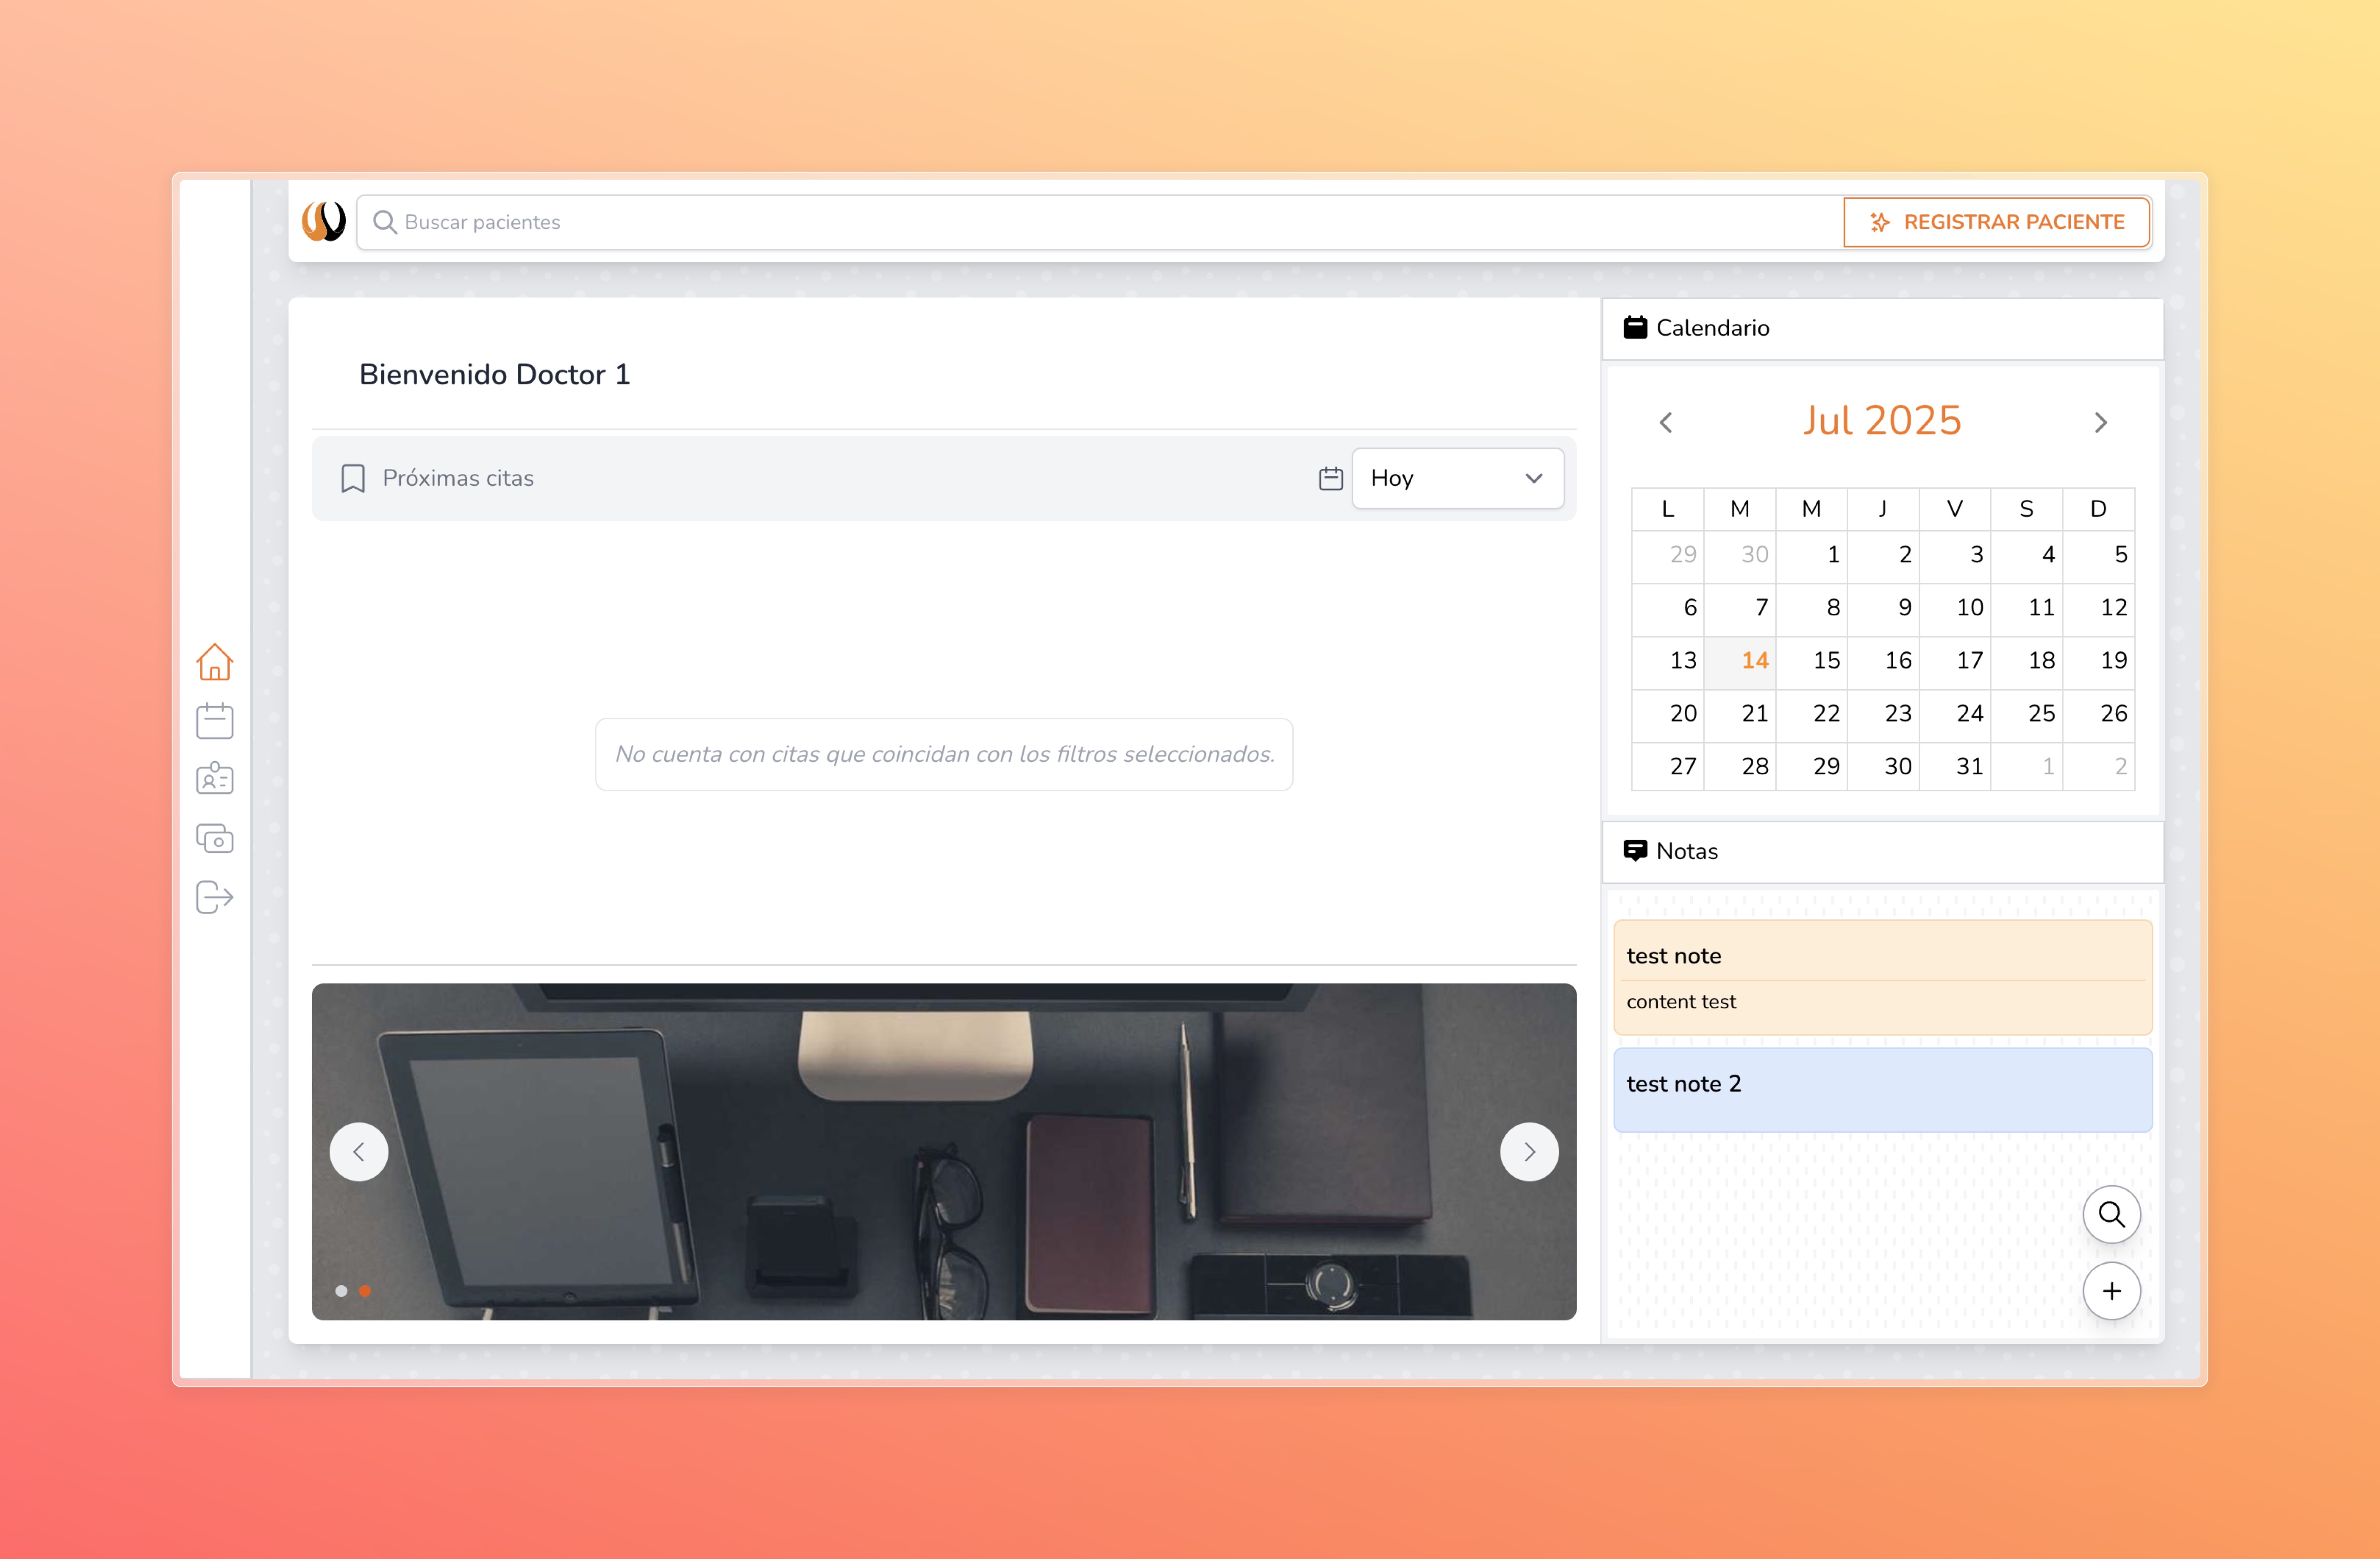 Buscar pacientes
REGISTRAR PACIENTE
Bienvenido Doctor 1
Próximas citas
Hoy
No cuenta con citas que coincidan con los filtros seleccionados.
Calendario
Jul 2025
L M M J V S D
29 30 1 2 3 4 5
6 7 8 9 10 11 12
13 14 15 16 17 18 19
20 21 22 23 24 25 26
27 28 29 30 31 1 2
Notas
test note
content test
test note 2